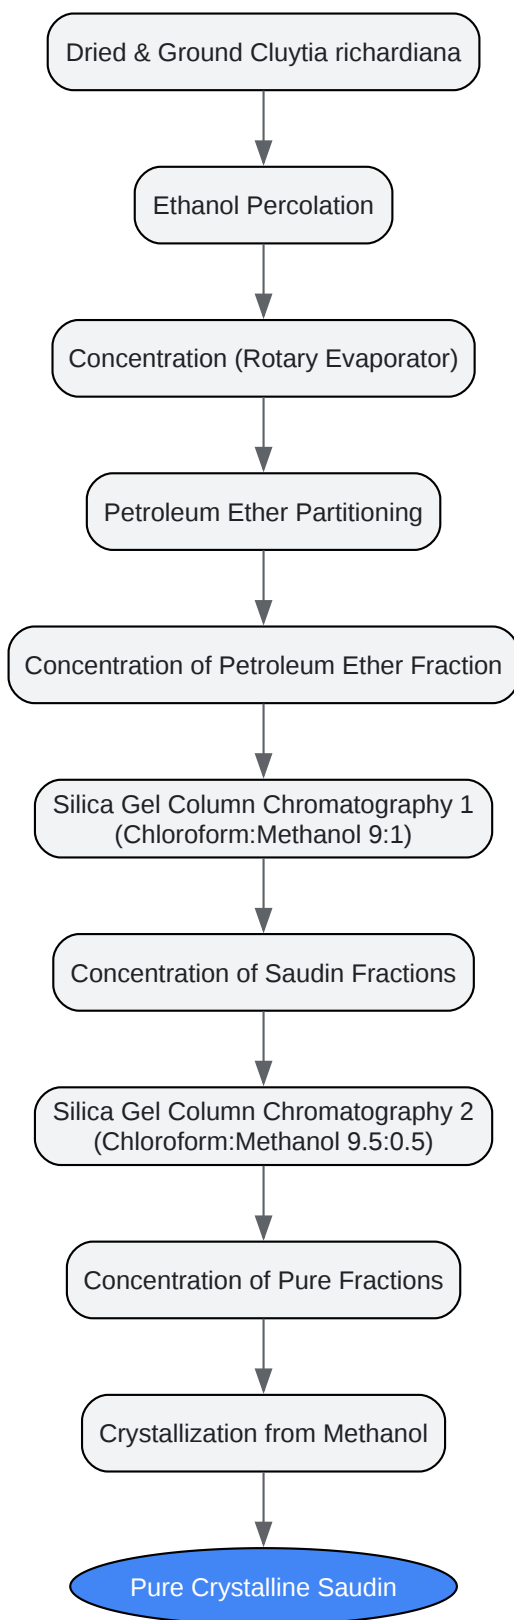 Dried & Ground Cluytia richardiana
Ethanol Percolation
Concentration (Rotary Evaporator)
Petroleum Ether Partitioning
Concentration of Petroleum Ether Fraction
Silica Gel Column Chromatography 1
(Chloroform:Methanol 9:1)
Concentration of Saudin Fractions
Silica Gel Column Chromatography 2
(Chloroform:Methanol 9.5:0.5)
Concentration of Pure Fractions
Crystallization from Methanol
Pure Crystalline Saudin